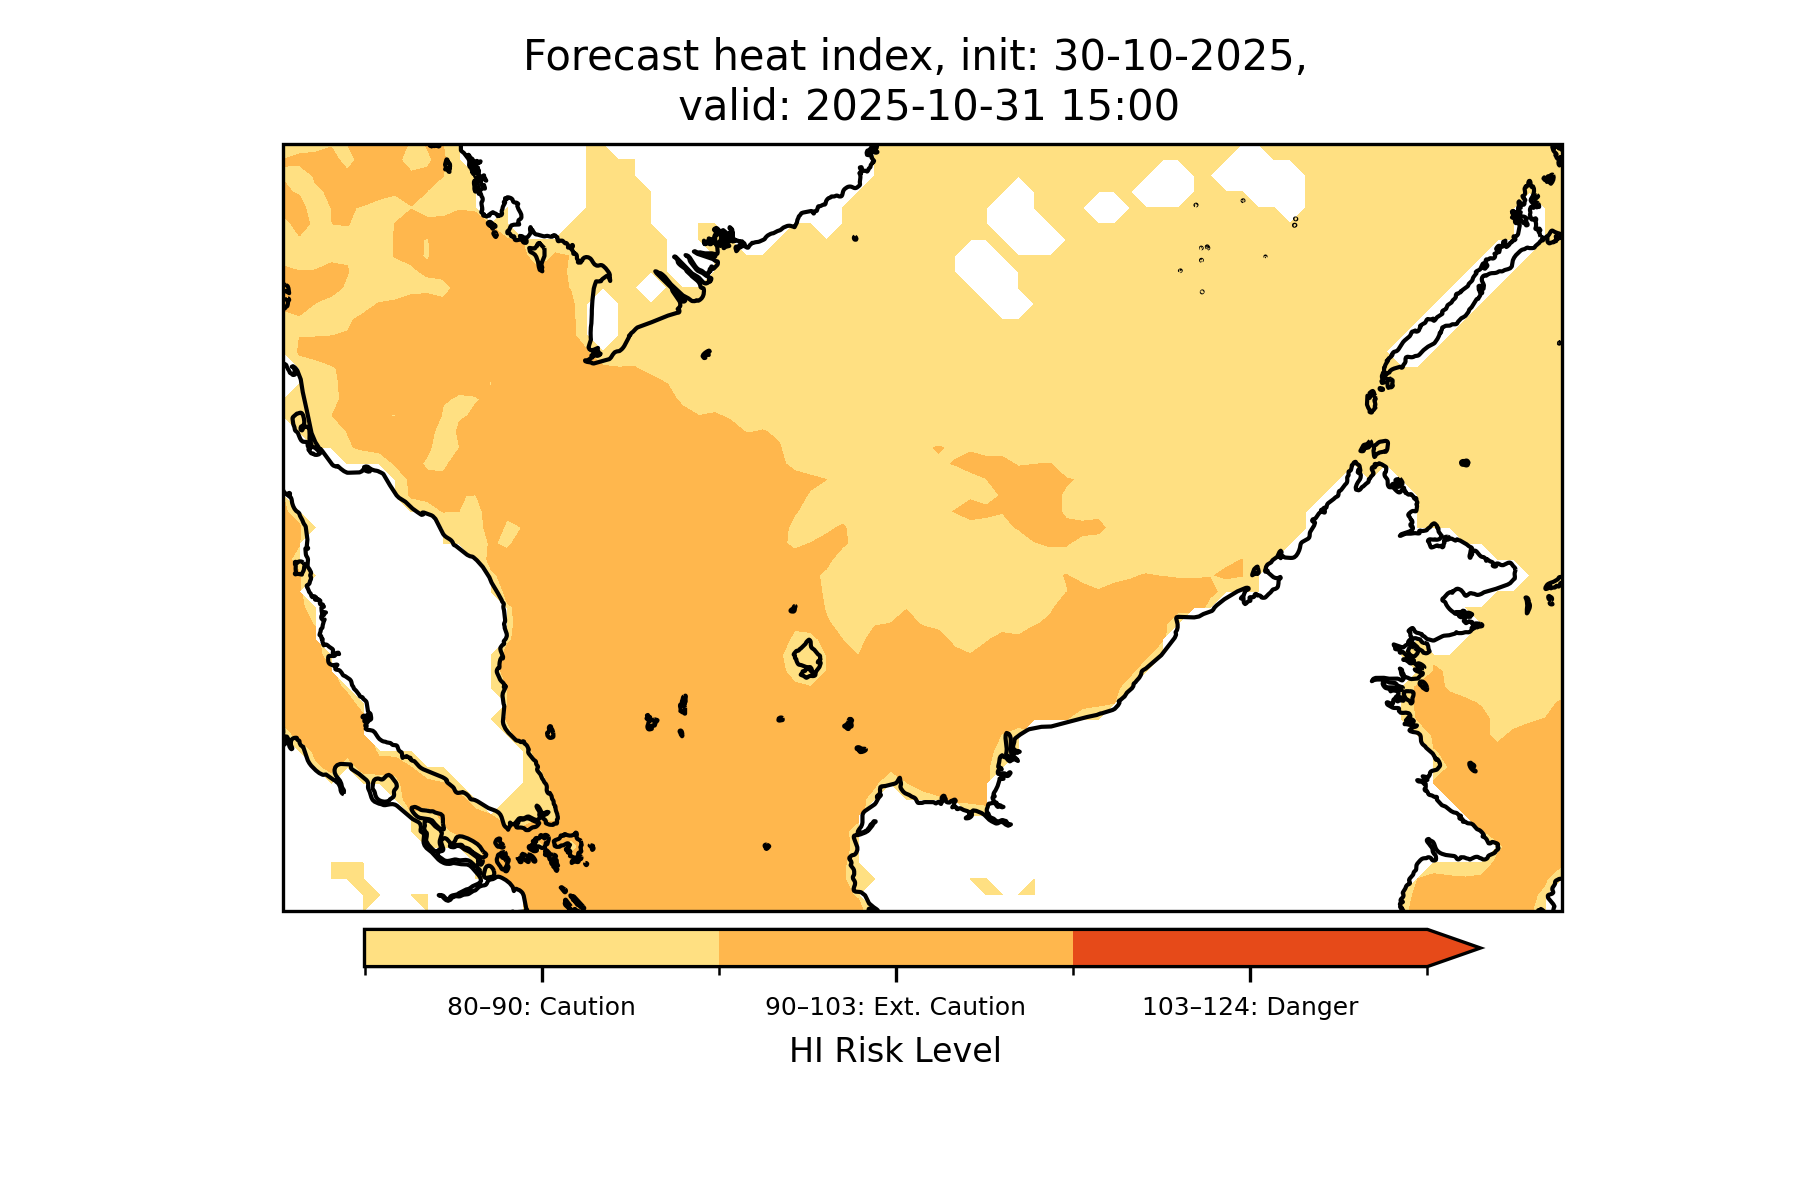 Forecast heat index, init: 30-10-2025,
valid: 2025-10-31 15:00
80–90: Caution
90–103: Ext. Caution
103–124: Danger
HI Risk Level